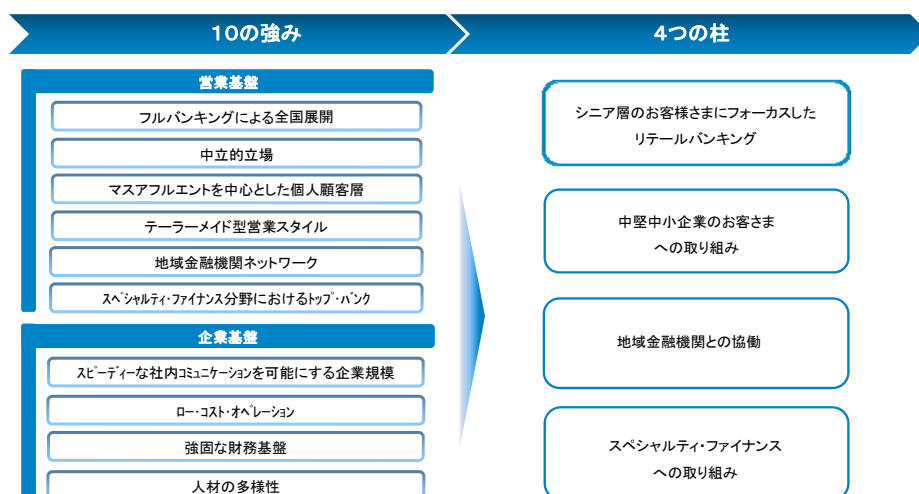 10の強み
4つの柱
営業基盤
フルバンキングによる全国展開
中立的立場
マスアフルエントを中心とした個人顧客層
テーラーメイド型営業スタイル
地域金融機関ネットワーク
スペシャルティ・ファイナンス分野におけるトップ・バンク
企業基盤
スピーディーな社内コミュニケーションを可能にする企業規模
ロー・コスト・オペレーション
強固な財務基盤
人材の多様性
シニア層のお客様さまにフォーカスした
リテールバンキング
中堅中小企業のお客さま
への取り組み
地域金融機関との協働
スペシャルティ・ファイナンス
への取り組み